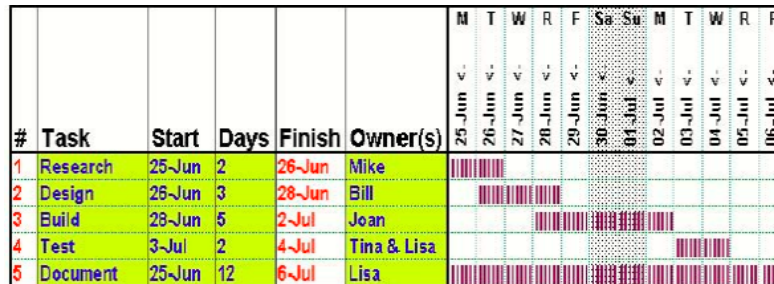 M T W R F Sa Su M T W R F
25-Jun <- 26-Jun <- 27-Jun <- 28-Jun <- 29-Jun <- 30-Jun <- 01-Jul <- 02-Jul <- 03-Jul <- 04-Jul <- 05-Jul <- 06-Jul <-
# Task Start Days Finish Owner(s)
1 Research 25-Jun 2 26-Jun Mike
2 Design 26-Jun 3 28-Jun Bill
3 Build 28-Jun 5 2-Jul Joan
4 Test 3-Jul 2 4-Jul Tina & Lisa
5 Document 25-Jun 12 6-Jul Lisa